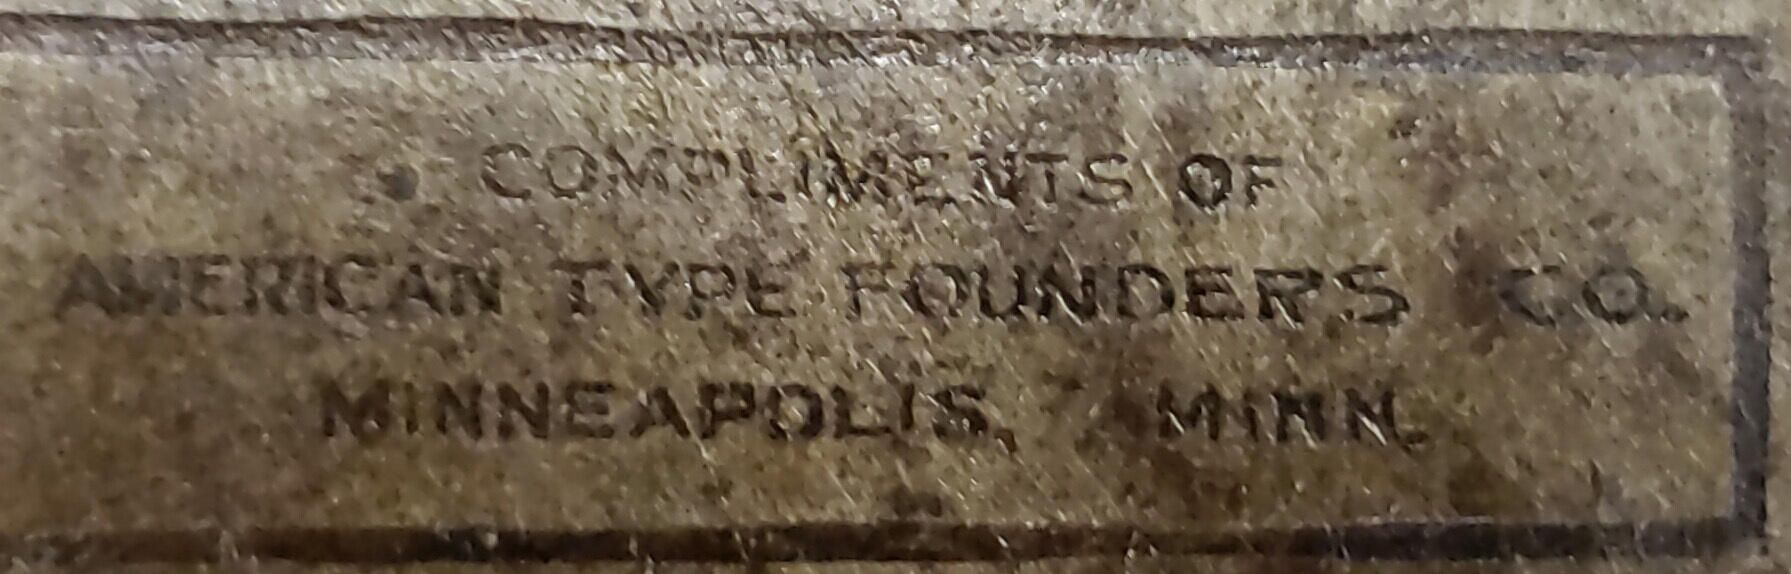 COMPLIMENTS OF
AMERICAN TYPE FOUNDERS CO.
MINNEAPOLIS, MINN.